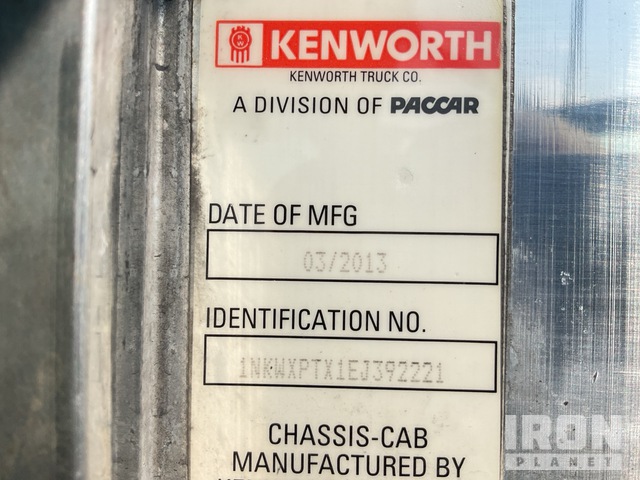 KW
KENWORTH
KENWORTH TRUCK CO.
A DIVISION OF PACCAR
DATE OF MFG
03/2013
IDENTIFICATION NO.
1NKWXPTX1EJ392221
CHASSIS-CAB
MANUFACTURED BY
IRON
PLANET